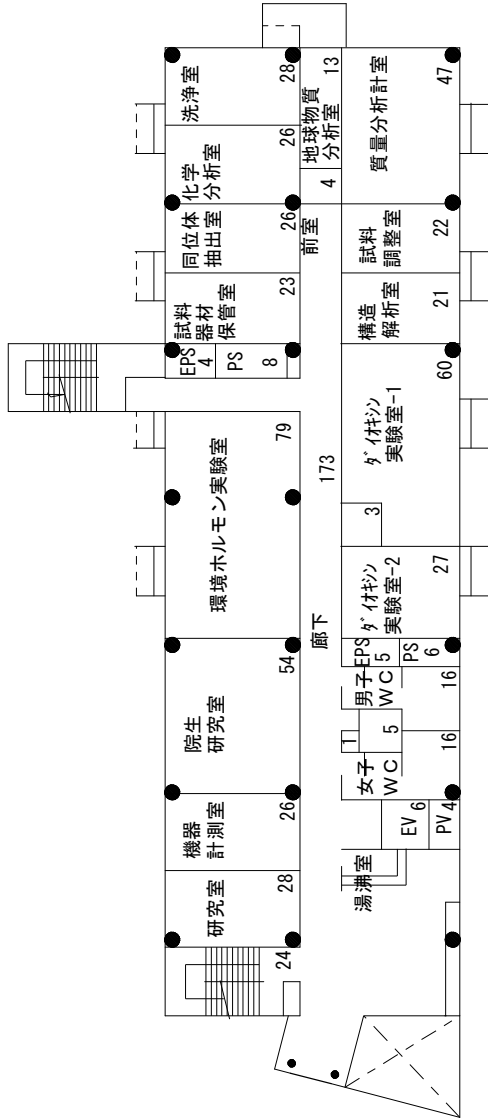 24
研究室
28
機器
計測室
26
院生
研究室
54
環境ホルモン実験室
79
EPS
4
PS
8
試料
器材
保管室
23
同位体
抽出室
26
化学
分析室
26
洗浄室
28
廊下
173
前室
4
地球物質
分析室
13
湯沸室
EV
6
PV
4
女子
ＷＣ
16
1
5
男子
ＷＣ
16
EPS
5
PS
6
ﾀﾞｲｵｷｼﾝ
実験室-2
27
3
ﾀﾞｲｵｷｼﾝ
実験室-1
60
構造
解析室
21
試料
調整室
22
質量分析計室
47